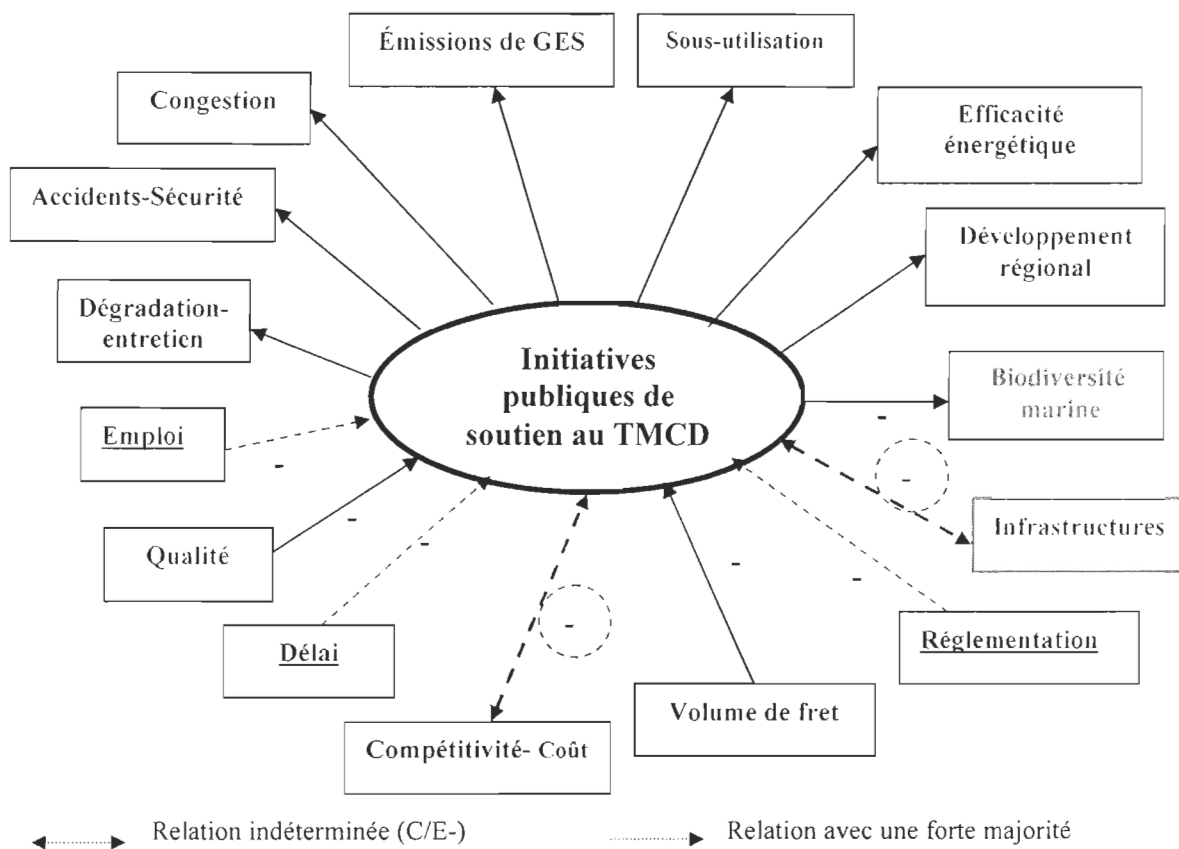 Émissions de GES
Sous-utilisation
Congestion
Efficacité
énergétique
Accidents-Sécurité
Développement
régional
Dégradation-
entretien
Initiatives
publiques de
soutien au TMCD
Biodiversité
marine
-
Emploi
-
-
Infrastructures
Qualité
-
-
-
-
Délai
-
Réglementation
Volume de fret
Compétitivité- Coût
Relation indéterminée (C/E-)
Relation avec une forte majorité